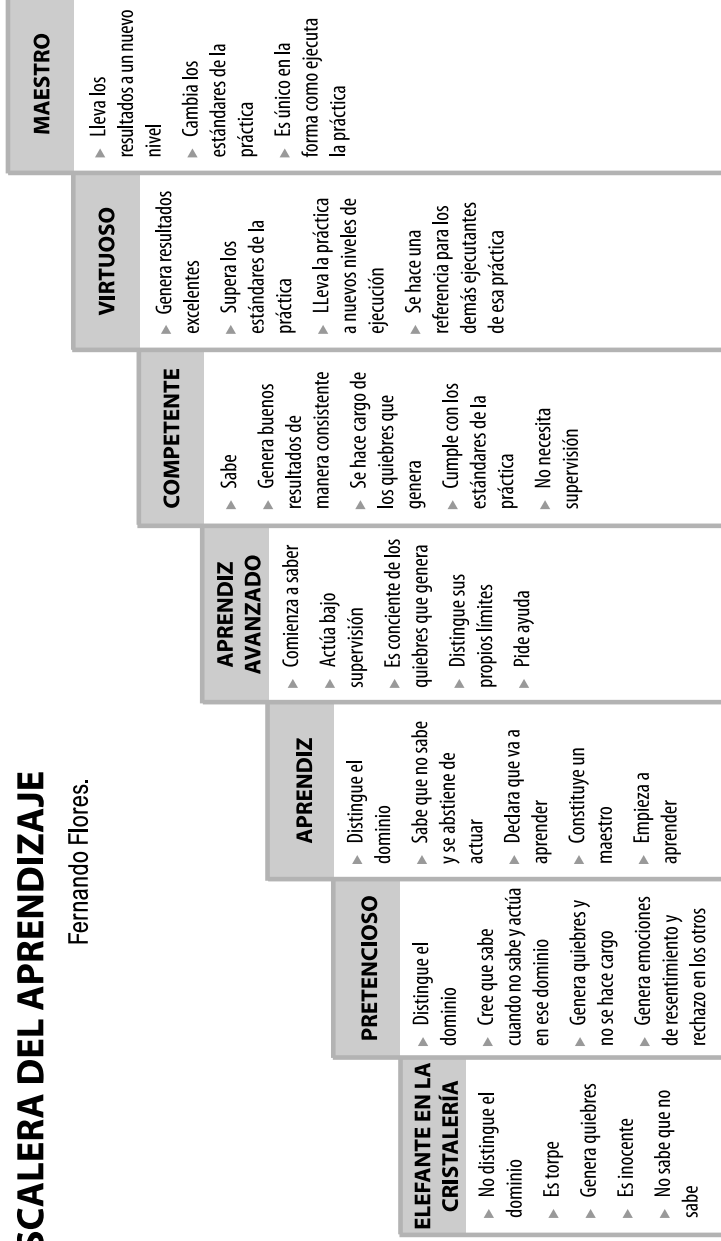 SCALERA DEL APRENDIZAJE
Fernando Flores.
ELEFANTE EN LA
CRISTALERÍA
▶ No distingue el
dominio
▶ Es torpe
▶ Genera quiebres
▶ Es inocente
▶ No sabe que no
sabe
PRETENCIOSO
▶ Distingue el
dominio
▶ Cree que sabe
cuando no sabe y actúa
en ese dominio
▶ Genera quiebres y
no se hace cargo
▶ Genera emociones
de resentimiento y
rechazo en los otros
APRENDIZ
▶ Distingue el
dominio
▶ Sabe que no sabe
y se abstiene de
actuar
▶ Declara que va a
aprender
▶ Constituye un
maestro
▶ Empieza a
aprender
APRENDIZ
AVANZADO
▶ Comienza a saber
▶ Actúa bajo
supervisión
▶ Es conciente de los
quiebres que genera
▶ Distingue sus
propios límites
▶ Pide ayuda
COMPETENTE
▶ Sabe
▶ Genera buenos
resultados de
manera consistente
▶ Se hace cargo de
los quiebres que
genera
▶ Cumple con los
estándares de la
práctica
▶ No necesita
supervisión
VIRTUOSO
▶ Genera resultados
excelentes
▶ Supera los
estándares de la
práctica
▶ LLeva la práctica
a nuevos niveles de
ejecución
▶ Se hace una
referencia para los
demás ejecutantes
de esa práctica
MAESTRO
▶ Lleva los
resultados a un nuevo
nivel
▶ Cambia los
estándares de la
práctica
▶ Es único en la
forma como ejecuta
la práctica